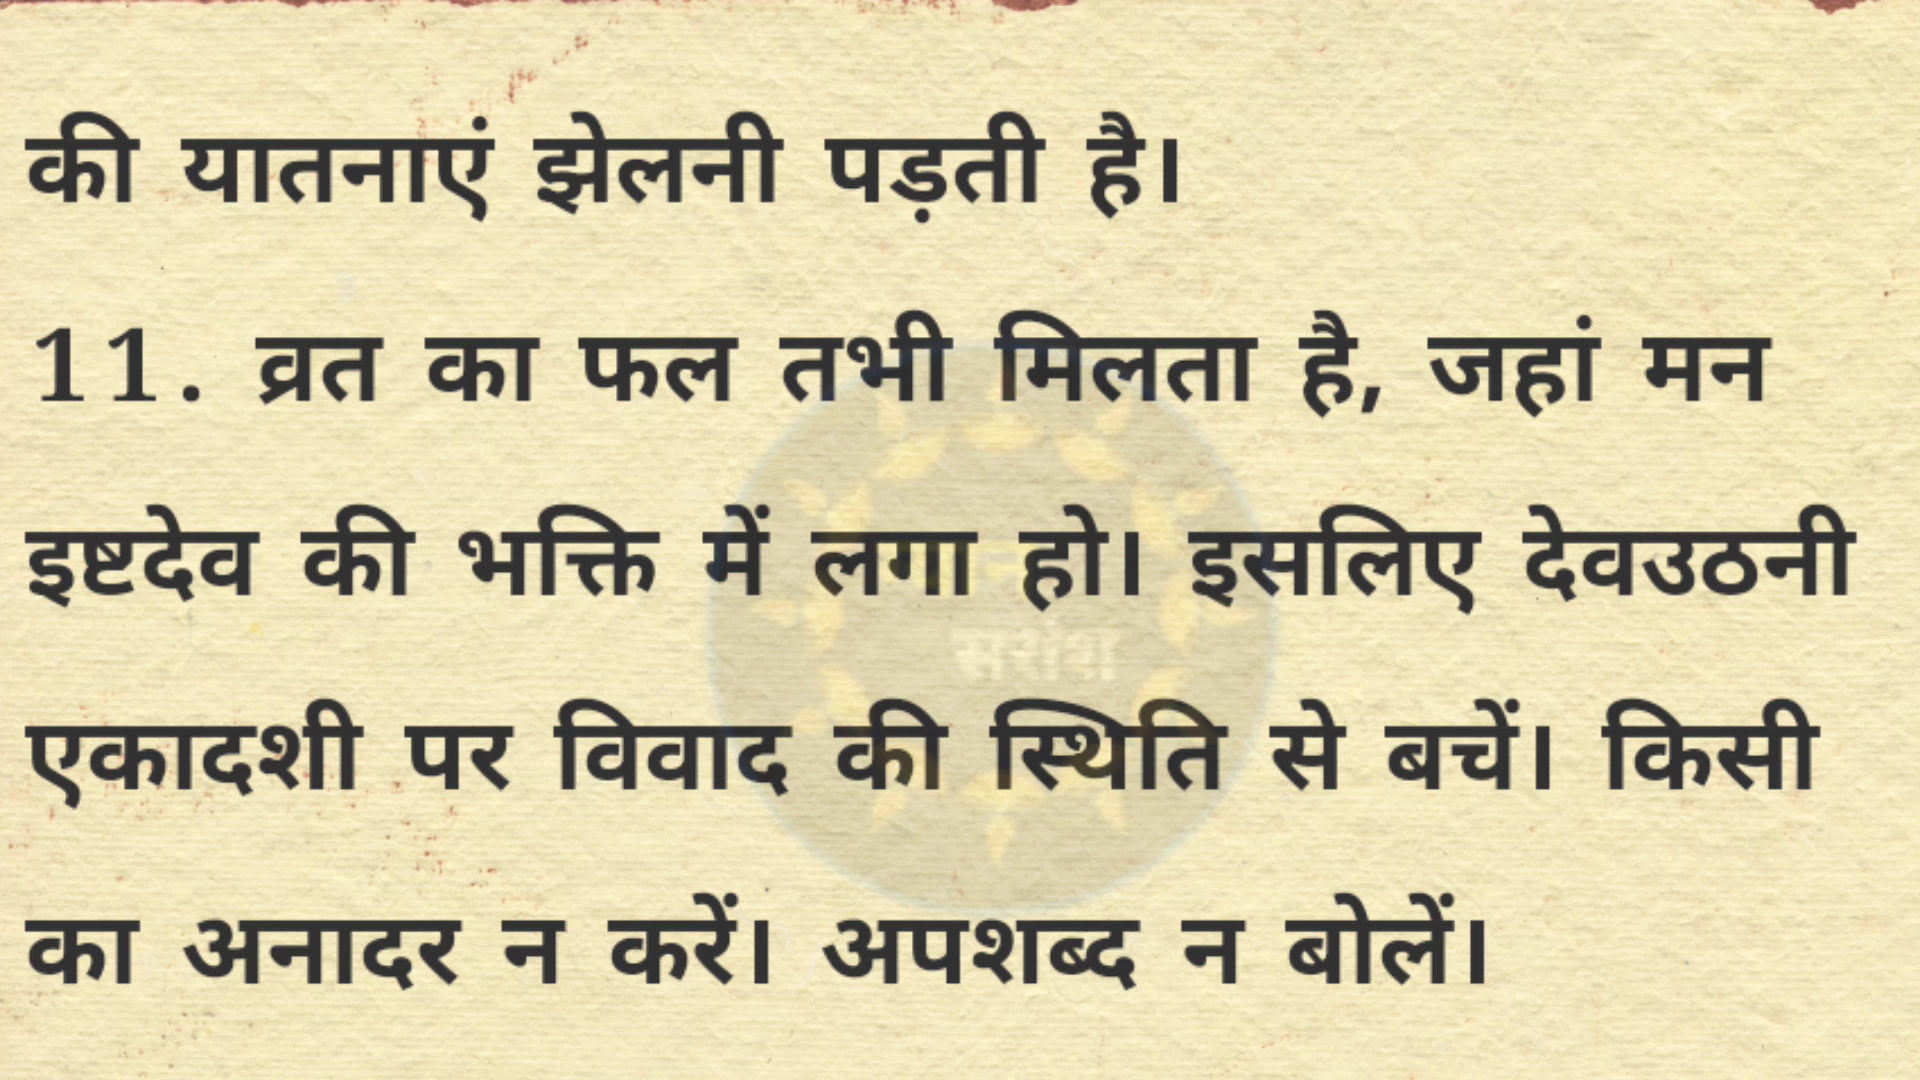 की यातनाएं झेलनी पड़ती है।
11. व्रत का फल तभी मिलता है, जहां मन
इष्टदेव की भक्ति में लगा हो। इसलिए देवउठनी
सरांश
एकादशी पर विवाद की स्थिति से बचें। किसी
का अनादर न करें। अपशब्द न बोलें।